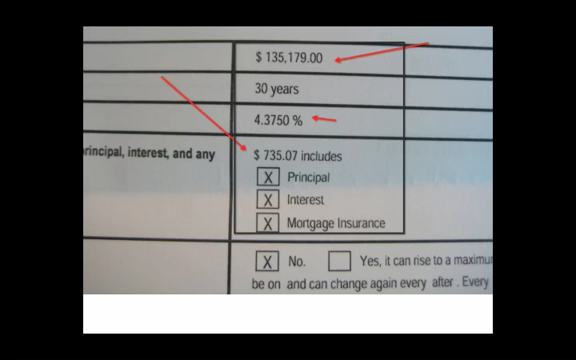 $ 135,179.00
30 years
4.3750 %
rincipal, interest, and any
$ 735.07 includes
X Principal
X Interest
X Mortgage Insurance
X No. Yes, it can rise to a maximu
be on and can change again every after . Every